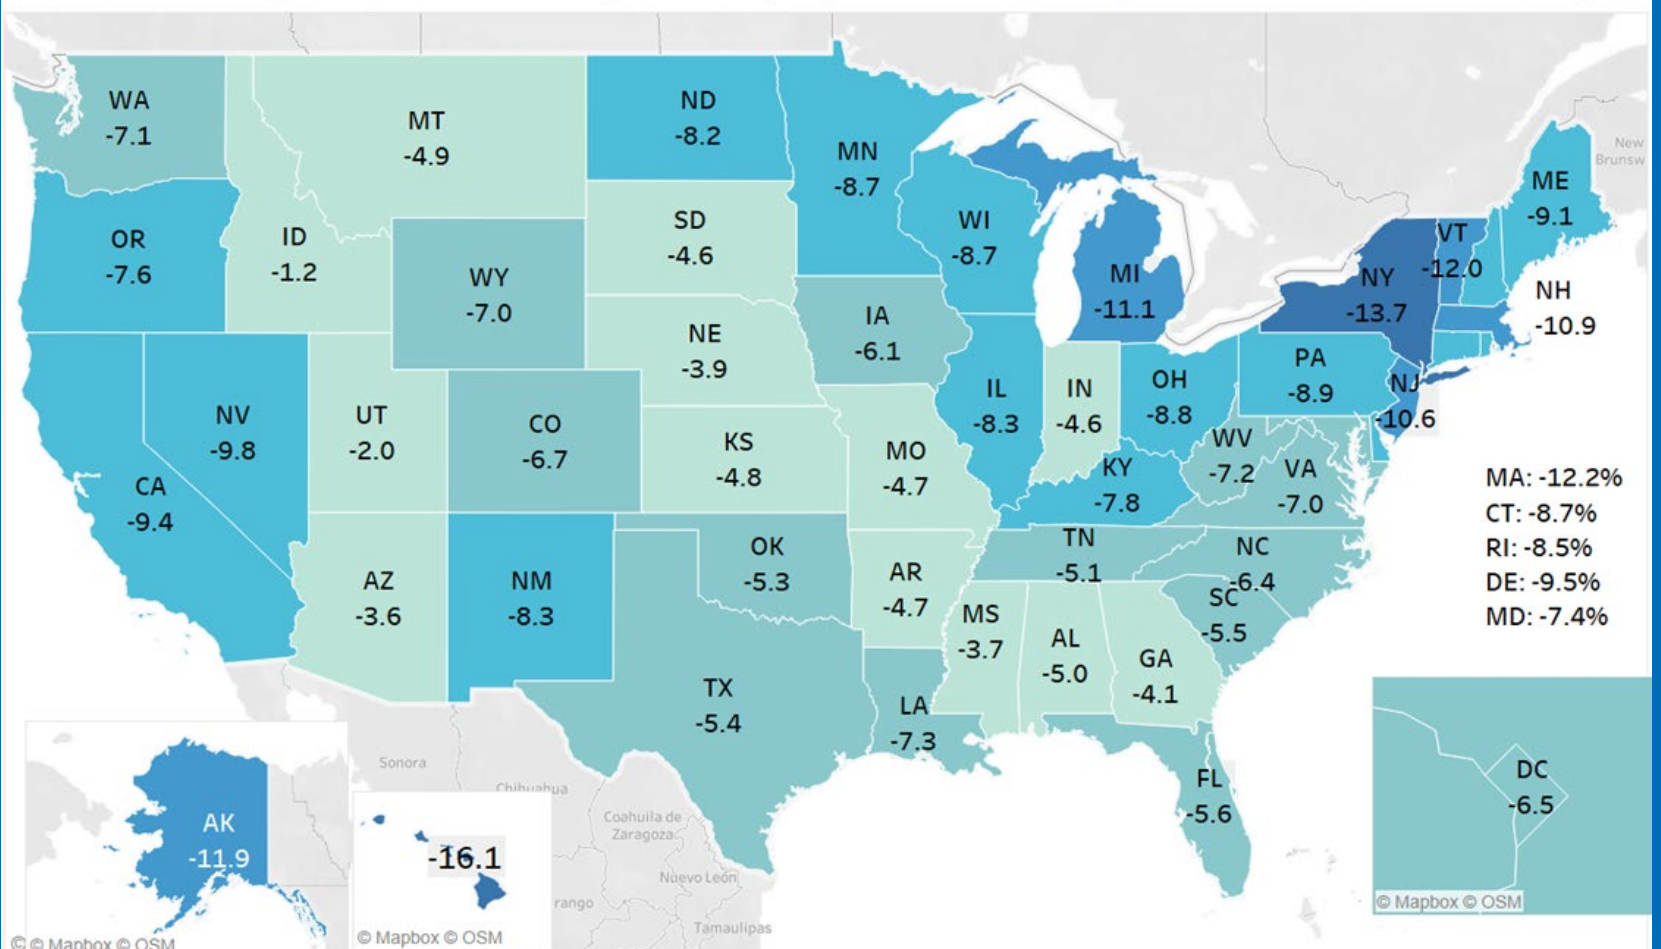 WA
-7.1
MT
-4.9
ND
-8.2
MN
-8.7
ME
-9.1
New
Brunsw
OR
-7.6
ID
-1.2
WY
-7.0
SD
-4.6
WI
-8.7
MI
-11.1
VT
-12.0
NY
-13.7
NH
-10.9
IA
-6.1
NE
-3.9
PA
-8.9
NJ
-10.6
NV
-9.8
UT
-2.0
CO
-6.7
KS
-4.8
MO
-4.7
IL
-8.3
IN
-4.6
OH
-8.8
WV
-7.2
VA
-7.0
KY
-7.8
CA
-9.4
MA: -12.2%
CT: -8.7%
RI: -8.5%
DE: -9.5%
MD: -7.4%
AZ
-3.6
NM
-8.3
OK
-5.3
AR
-4.7
TN
-5.1
NC
-6.4
SC
-5.5
MS
-3.7
AL
-5.0
GA
-4.1
TX
-5.4
LA
-7.3
FL
-5.6
DC
-6.5
© Mapbox © OSM
AK
-11.9
© © Mapbox © OSM
-16.1
© Mapbox © OSM
Sonora
Chihuahua
Coahuila de
Zaragoza
Nuevo León
rango
Tamaulipas